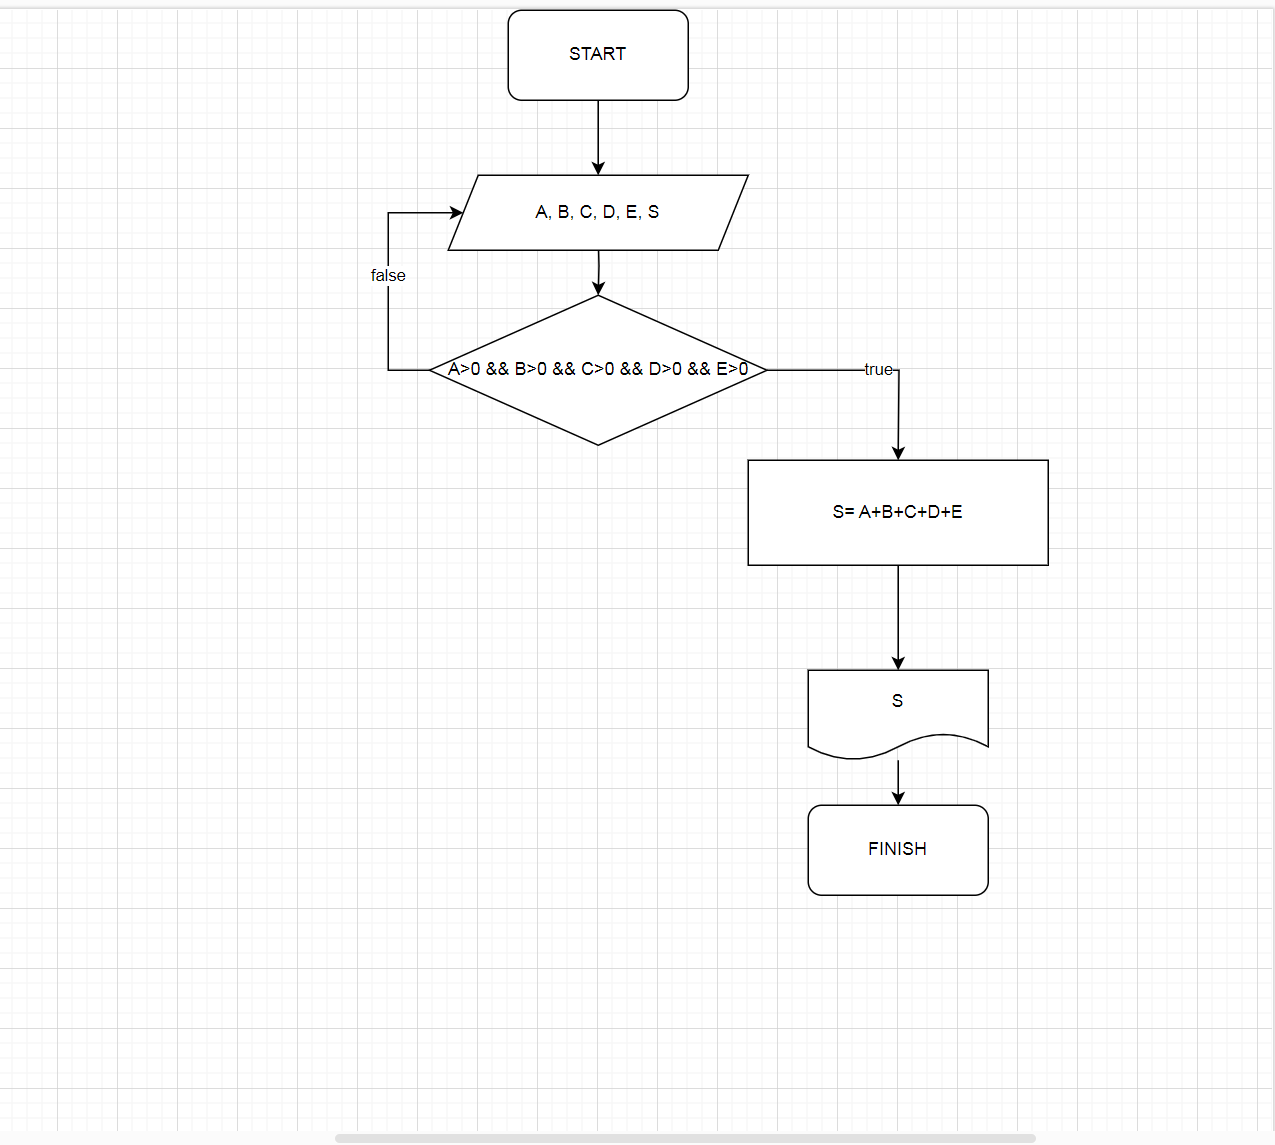 START
A, B, C, D, E, S
false
A>0 && B>0 && C>0 && D>0 && E>0
true
S= A+B+C+D+E
S
FINISH